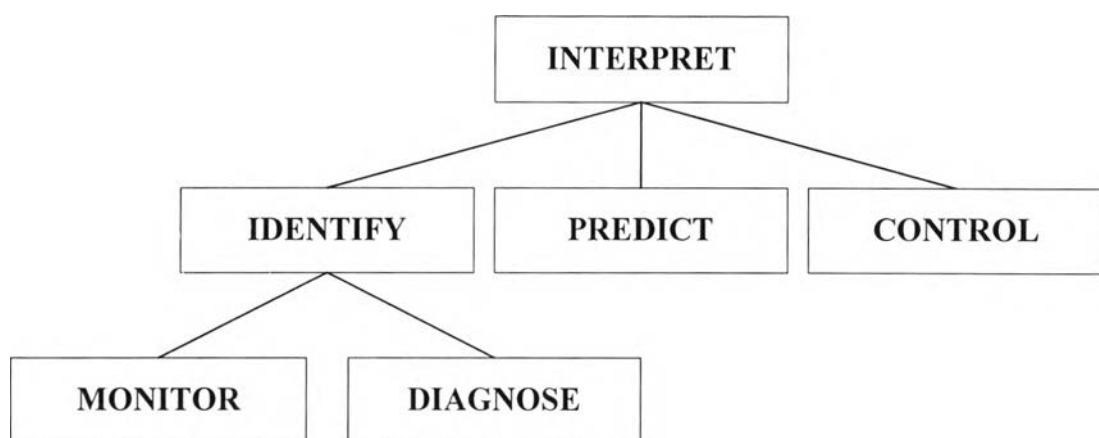 INTERPRET
IDENTIFY
PREDICT
CONTROL
MONITOR
DIAGNOSE